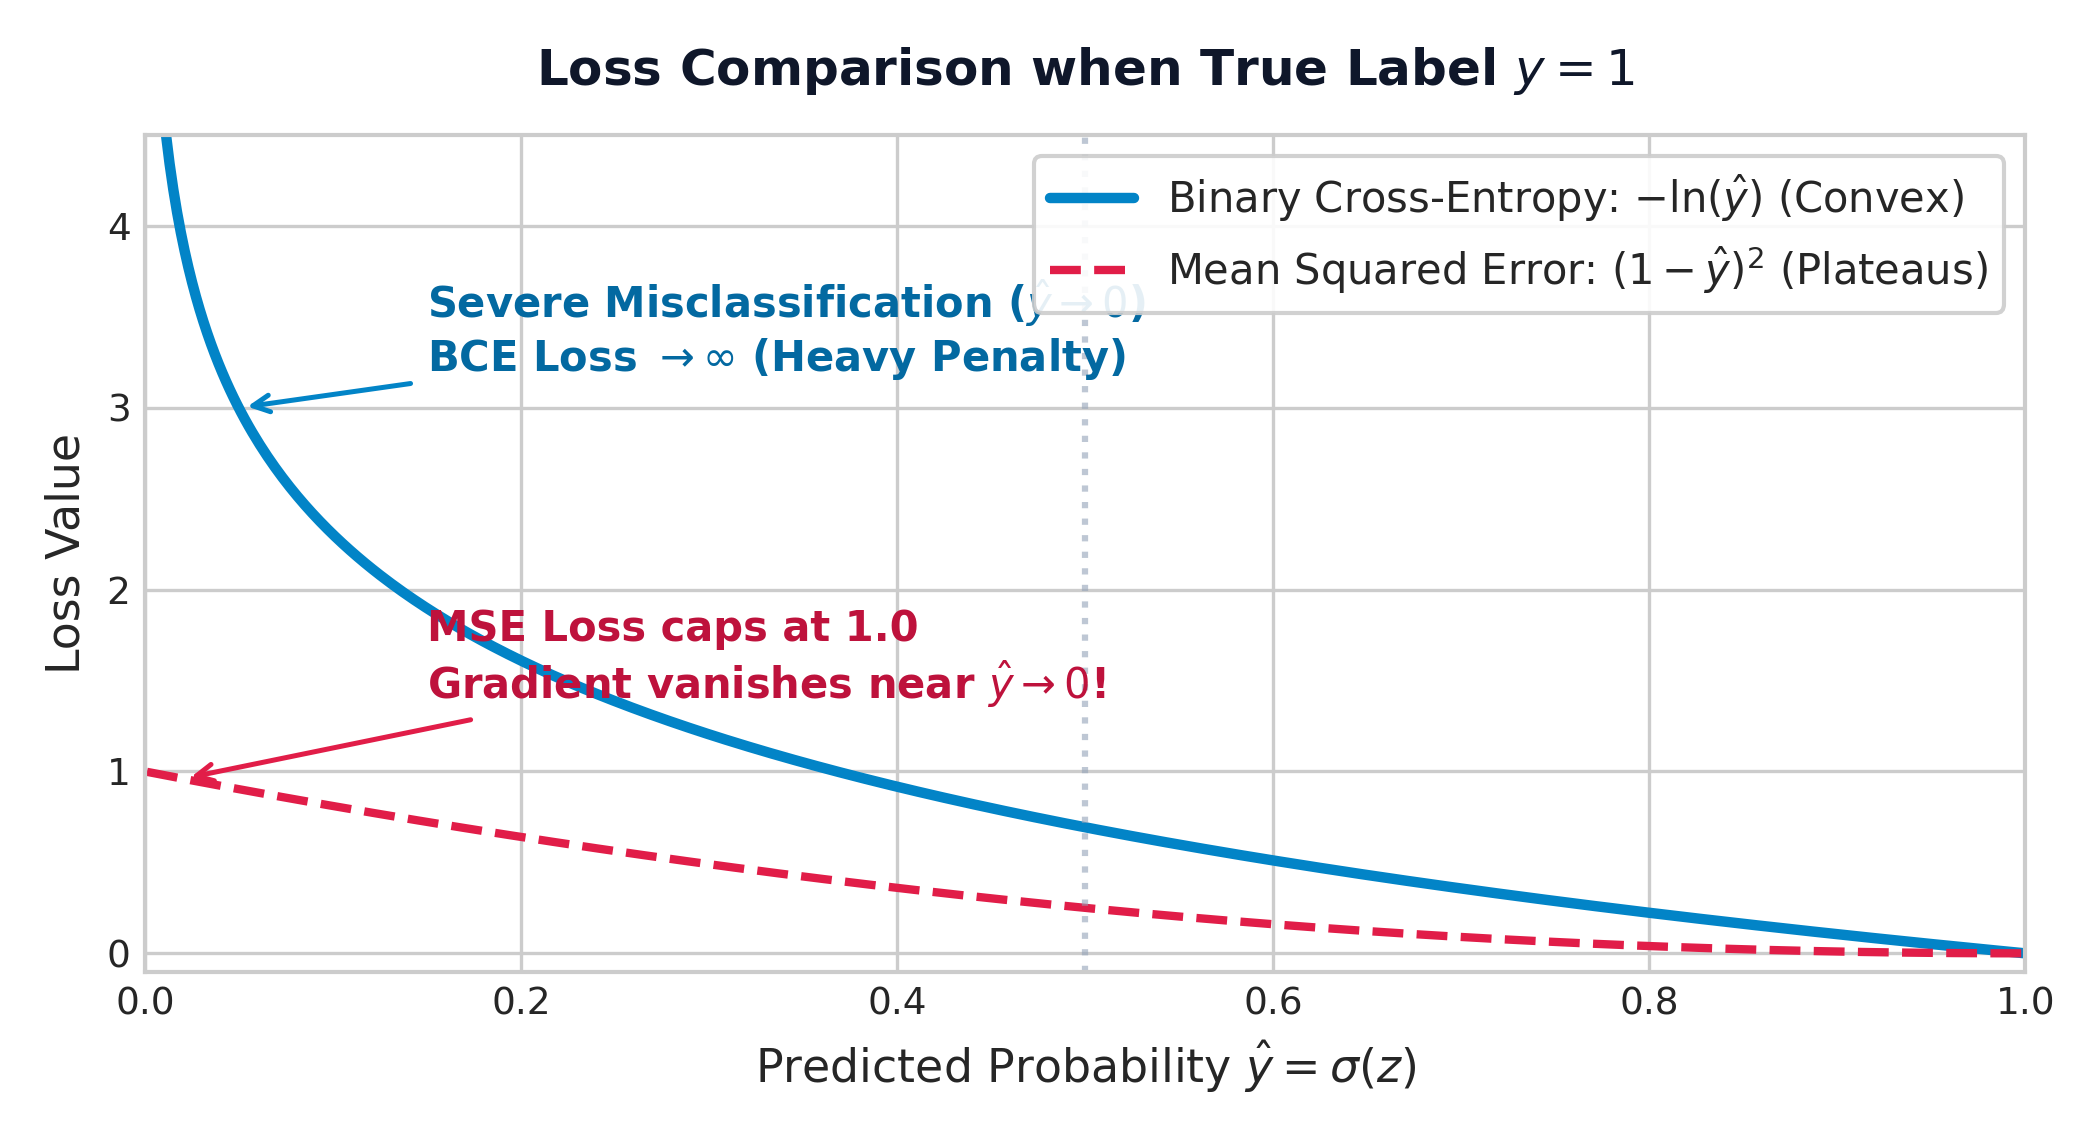 Loss Comparison when True Label y = 1
Binary Cross-Entropy: −ln(ŷ) (Convex)
Mean Squared Error: (1 − ŷ)² (Plateaus)
Severe Misclassification (ŷ → 0)
BCE Loss → ∞ (Heavy Penalty)
MSE Loss caps at 1.0
Gradient vanishes near ŷ → 0!
Loss Value
4
3
2
1
0
0.0 0.2 0.4 0.6 0.8 1.0
Predicted Probability ŷ = σ(z)